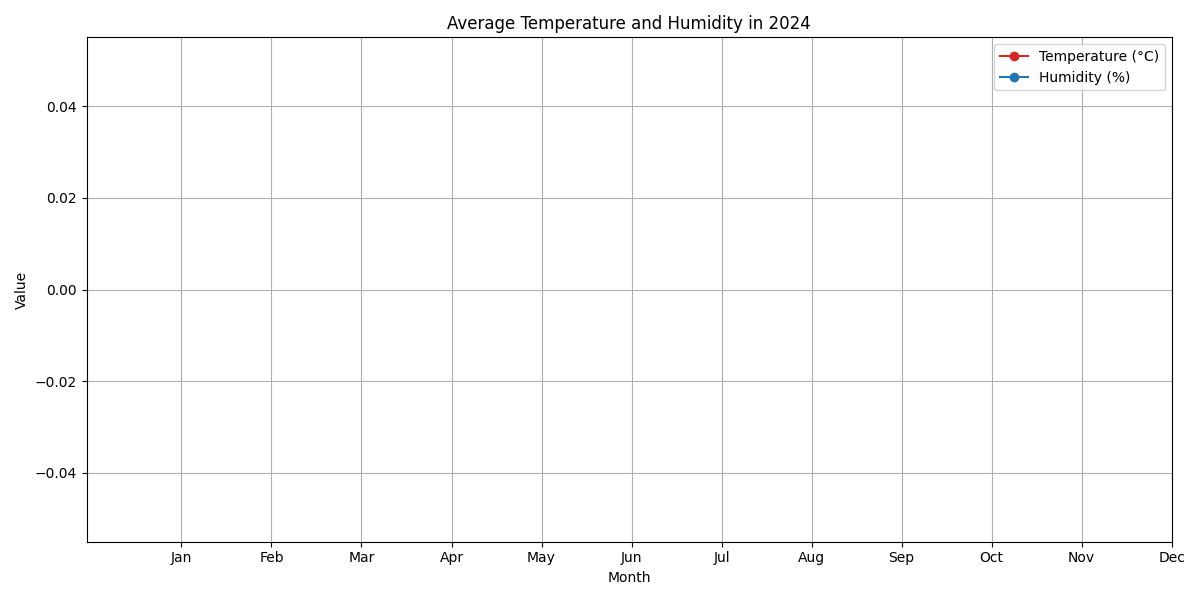 Average Temperature and Humidity in 2024
Temperature (°C)
Humidity (%)
0.04
0.02
0.00
−0.02
−0.04
Value
Jan Feb Mar Apr May Jun Jul Aug Sep Oct Nov Dec
Month